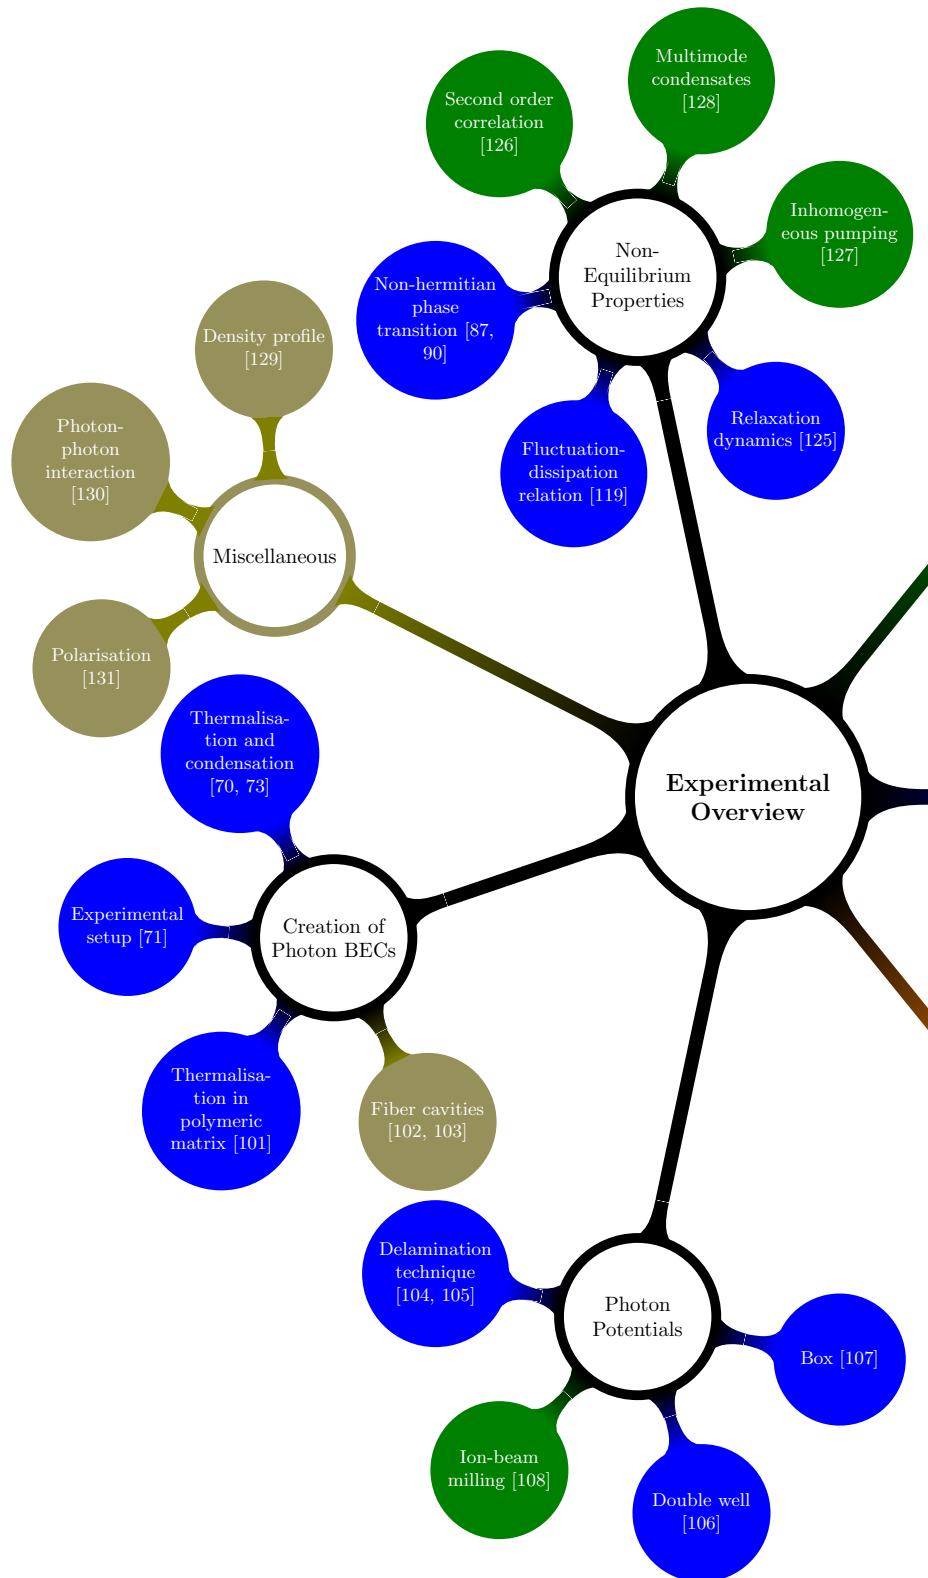 Multimode
condensates
[128]
Second order
correlation
[126]
Inhomogen-
eous pumping
[127]
Non-
Equilibrium
Properties
Non-hermitian
phase
transition [87,
90]
Fluctuation-
dissipation
relation [119]
Relaxation
dynamics [125]
Density profile
[129]
Photon-
photon
interaction
[130]
Miscellaneous
Polarisation
[131]
Experimental
Overview
Thermalisa-
tion and
condensation
[70, 73]
Experimental
setup [71]
Creation of
Photon BECs
Thermalisa-
tion in
polymeric
matrix [101]
Fiber cavities
[102, 103]
Delamination
technique
[104, 105]
Photon
Potentials
Box [107]
Ion-beam
milling [108]
Double well
[106]